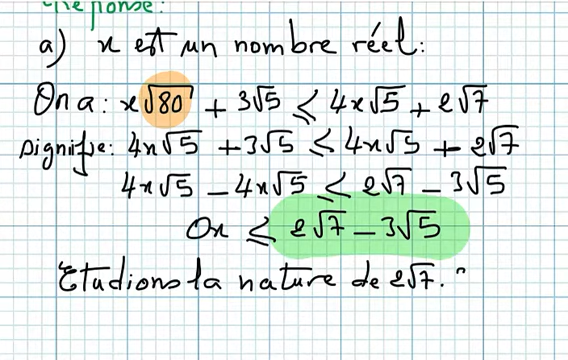 Réponse:
a) x est un nombre réel:
On a: x√80 + 3√5 ⩽ 4x√5 + 2√7
signifie: 4x√5 + 3√5 ⩽ 4x√5 + 2√7
4x√5 - 4x√5 ⩽ 2√7 - 3√5
0x ⩽ 2√7 - 3√5
Etudions la nature de 2√7.